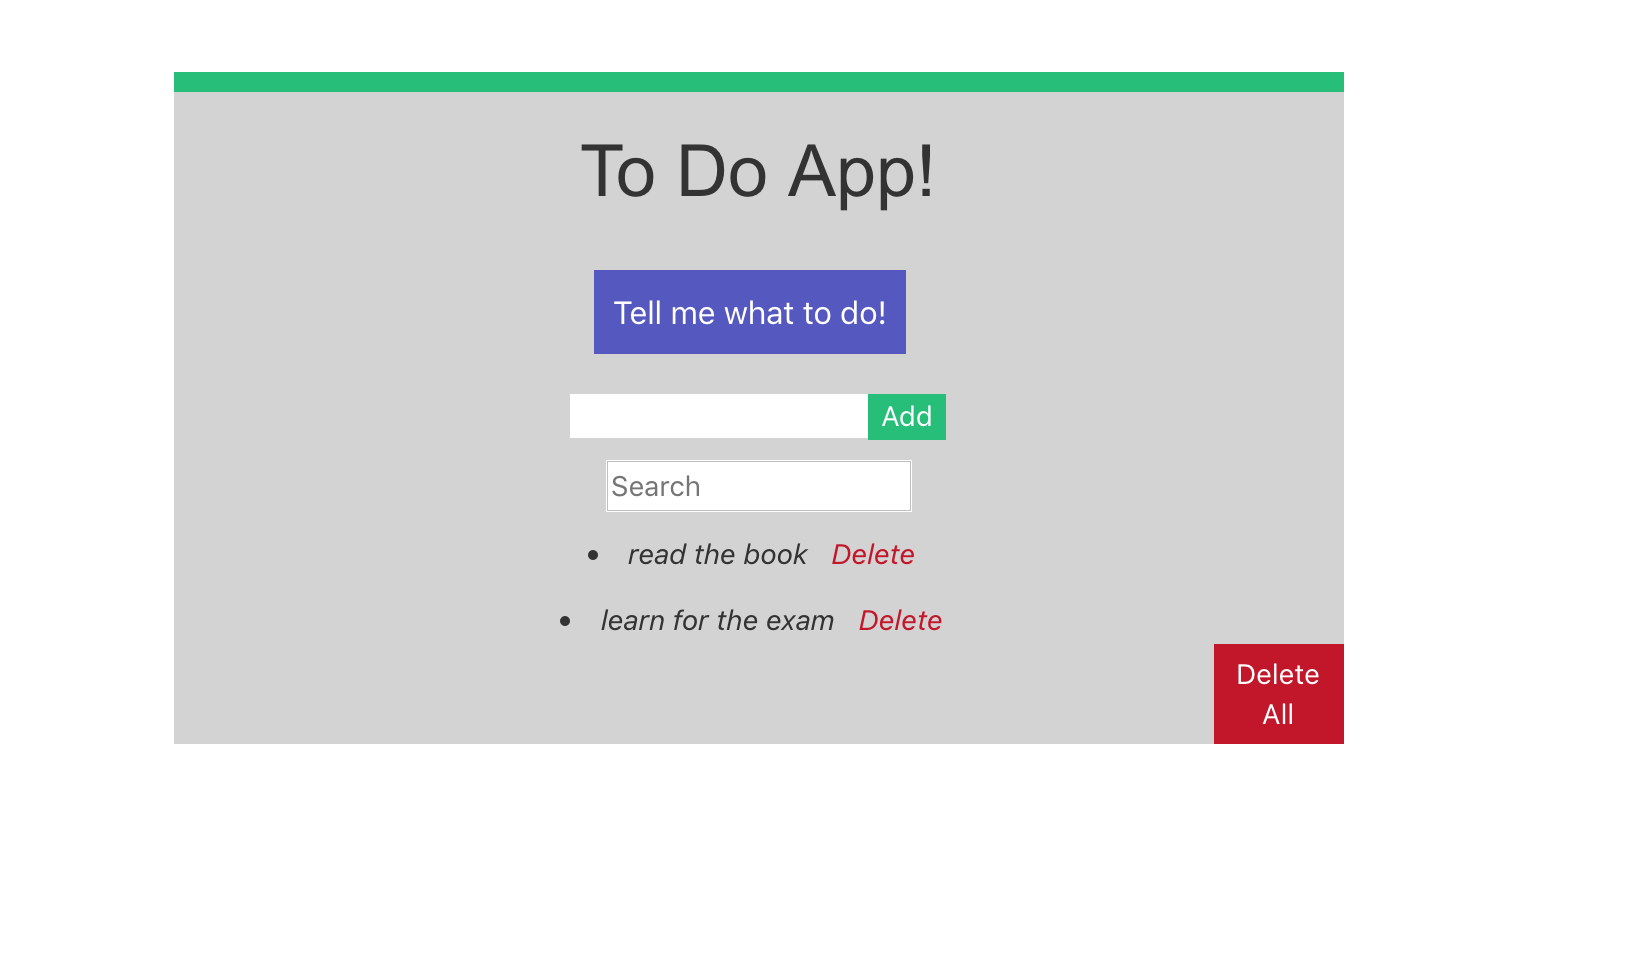 To Do App!
Tell me what to do!
Add
Search
read the book Delete
learn for the exam Delete
Delete
All